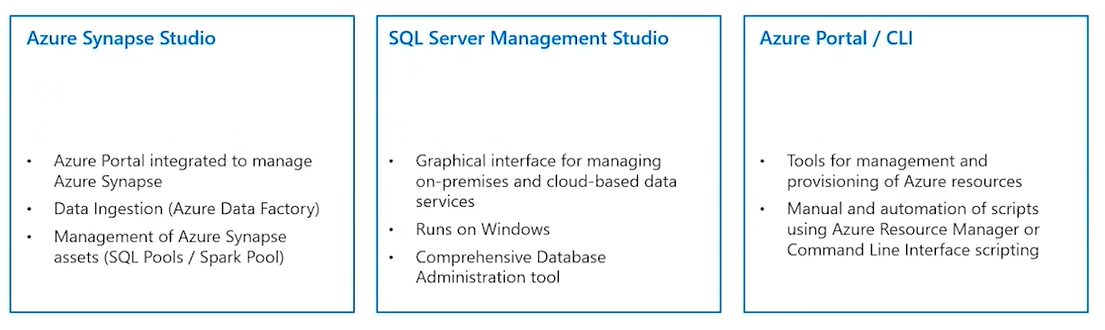 Azure Synapse Studio
• Azure Portal integrated to manage
Azure Synapse
• Data Ingestion (Azure Data Factory)
• Management of Azure Synapse
assets (SQL Pools / Spark Pool)
SQL Server Management Studio
• Graphical interface for managing
on-premises and cloud-based data
services
• Runs on Windows
• Comprehensive Database
Administration tool
Azure Portal / CLI
• Tools for management and
provisioning of Azure resources
• Manual and automation of scripts
using Azure Resource Manager or
Command Line Interface scripting